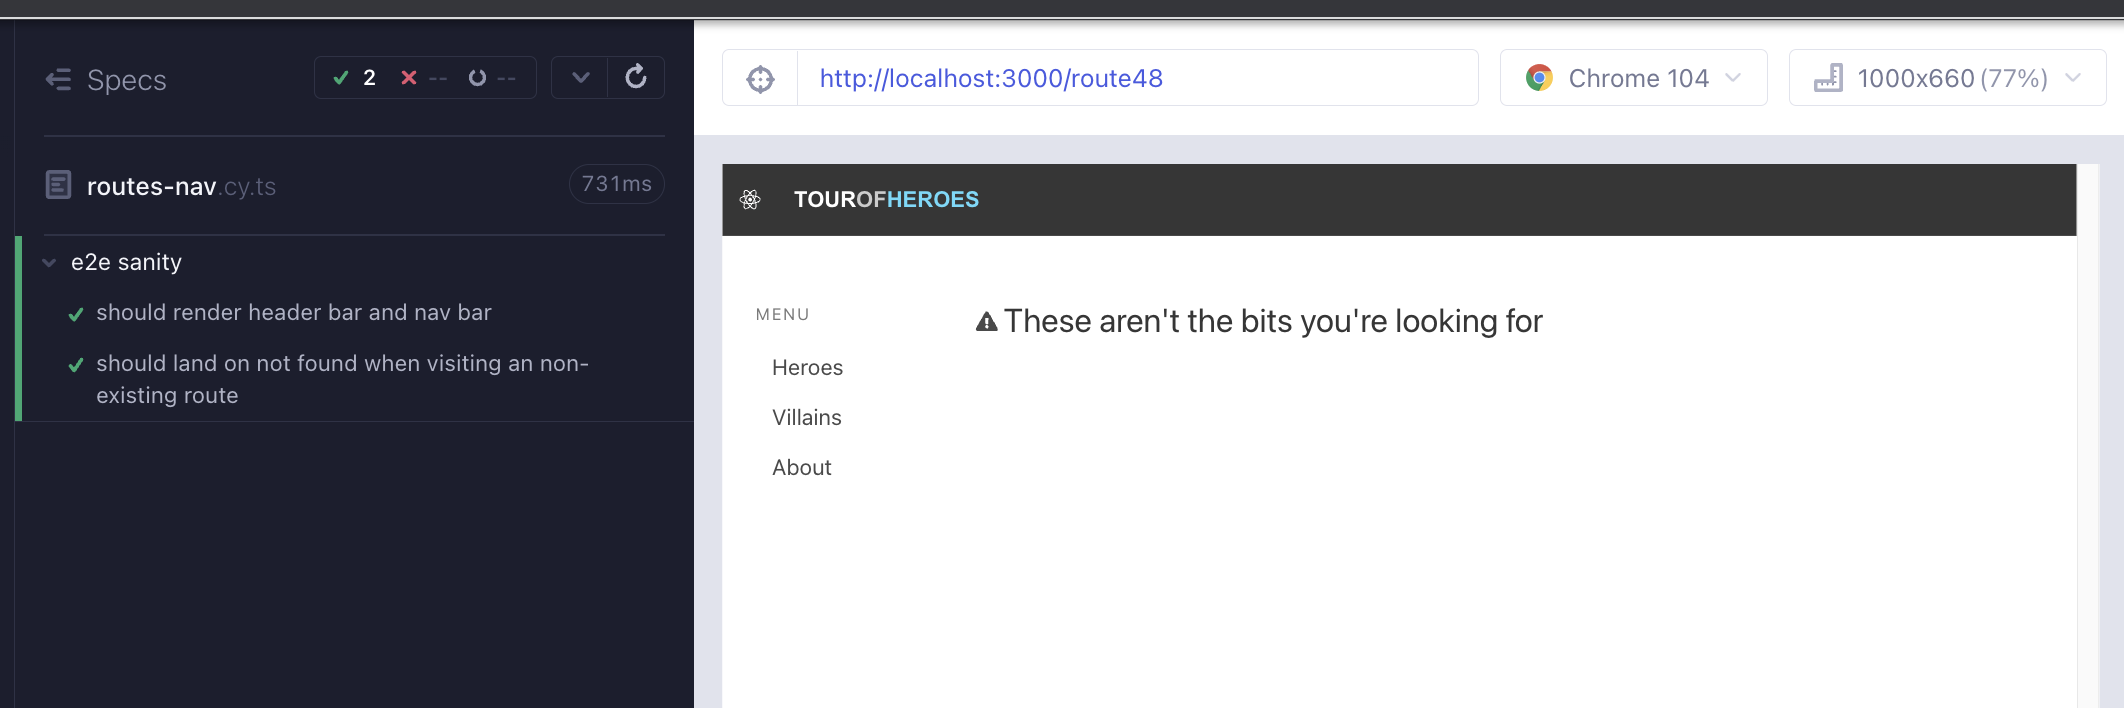 Specs
2 -- --
routes-nav.cy.ts
731ms
e2e sanity
should render header bar and nav bar
should land on not found when visiting an non-
existing route
http://localhost:3000/route48
Chrome 104
1000x660 (77%)
TOUROFHEROES
MENU
Heroes
Villains
About
These aren't the bits you're looking for